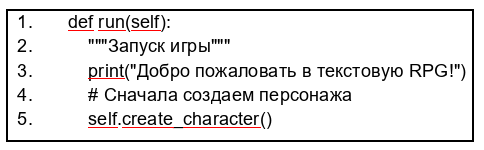 1. def run(self):
2. """Запуск игры"""
3. print("Добро пожаловать в текстовую RPG!")
4. # Сначала создаем персонажа
5. self.create_character()